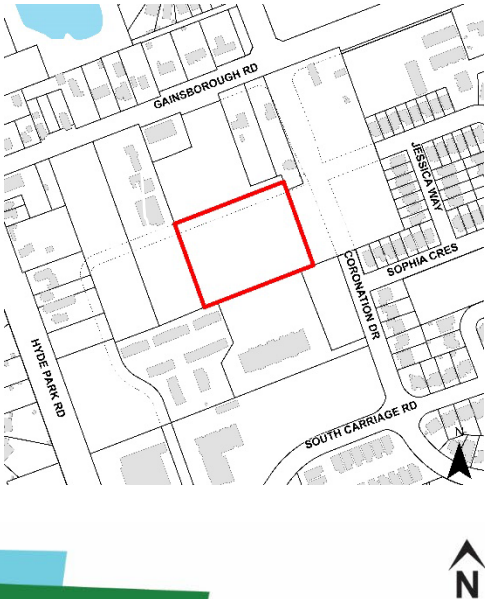 GAINSBOROUGH RD
JESSICA WAY
SOPHIA CRES
CORONATION DR
HYDE PARK RD
SOUTH CARRIAGE RD
N
N